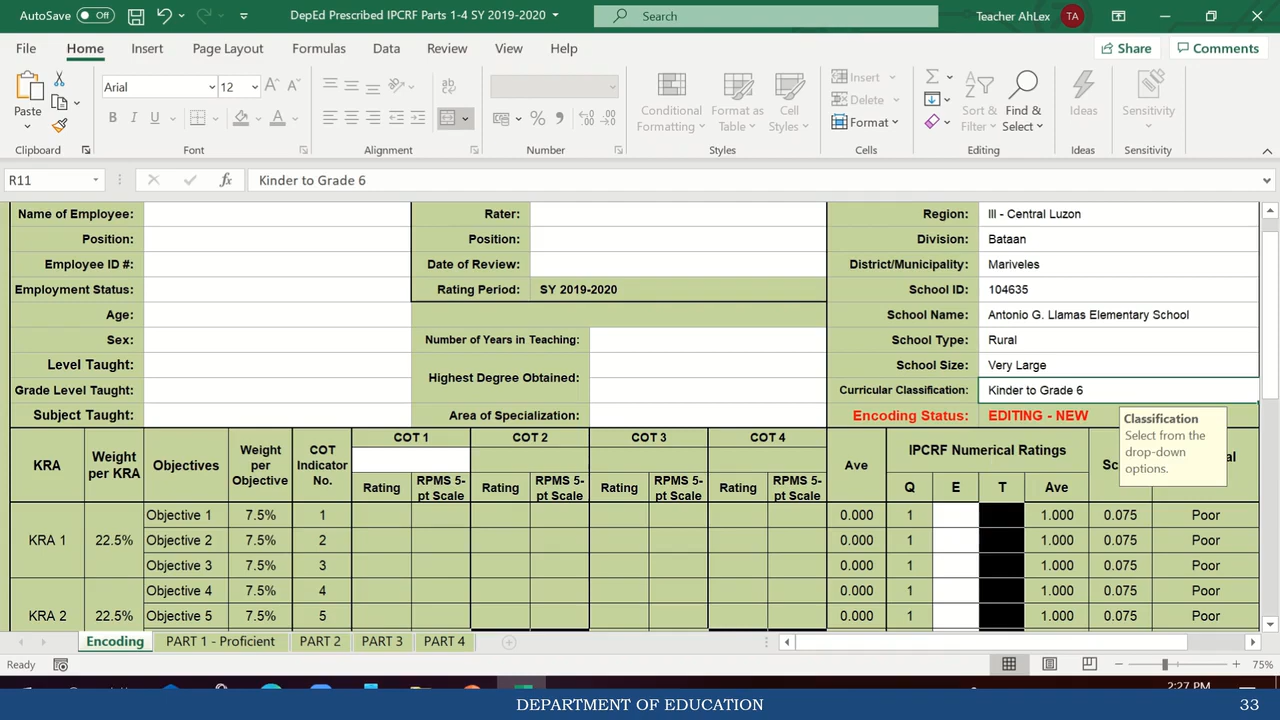 AutoSave Off DepEd Prescribed IPCRF Parts 1-4 SY 2019-2020 Search Teacher AhLex TA
File Home Insert Page Layout Formulas Data Review View Help Share Comments
Paste Arial 12 Conditional Formatting Format as Table Cell Styles Insert Delete Format Sort & Filter Find & Select Ideas Sensitivity
Clipboard Font Alignment Number Styles Cells Editing Ideas Sensitivity
R11 fx Kinder to Grade 6
Name of Employee: Rater: Region: III - Central Luzon
Position: Position: Division: Bataan
Employee ID #: Date of Review: District/Municipality: Mariveles
Employment Status: Rating Period: SY 2019-2020 School ID: 104635
Age: School Name: Antonio G. Llamas Elementary School
Sex: Number of Years in Teaching: School Type: Rural
Level Taught: Highest Degree Obtained: School Size: Very Large
Grade Level Taught: Curricular Classification: Kinder to Grade 6
Subject Taught: Area of Specialization: Encoding Status: EDITING - NEW
Classification
Select from the
drop-down
options.
KRA Weight per KRA Objectives Weight per Objective COT Indicator No. COT 1 COT 2 COT 3 COT 4 Ave IPCRF Numerical Ratings
Rating RPMS 5-pt Scale Rating RPMS 5-pt Scale Rating RPMS 5-pt Scale Rating RPMS 5-pt Scale Q E T Ave
KRA 1 22.5% Objective 1 7.5% 1 0.000 1 1.000 0.075 Poor
Objective 2 7.5% 2 0.000 1 1.000 0.075 Poor
Objective 3 7.5% 3 0.000 1 1.000 0.075 Poor
KRA 2 22.5% Objective 4 7.5% 4 0.000 1 1.000 0.075 Poor
Objective 5 7.5% 5 0.000 1 1.000 0.075 Poor
Encoding PART 1 - Proficient PART 2 PART 3 PART 4
Ready 75%
2:27 PM
DEPARTMENT OF EDUCATION 33